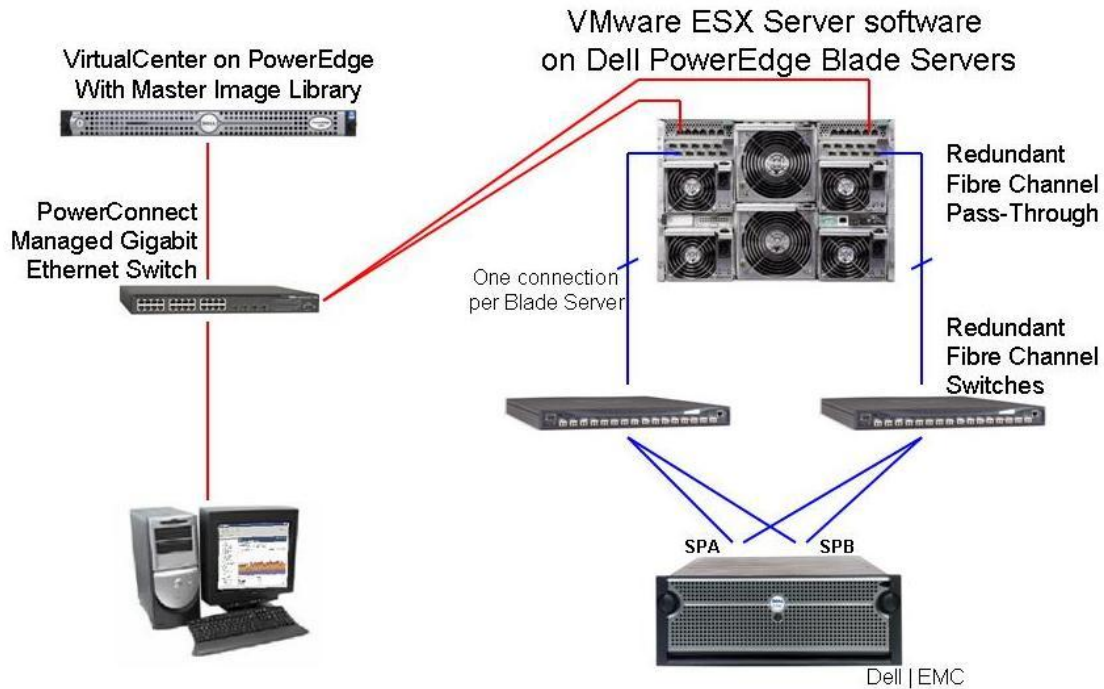 VMware ESX Server software
on Dell PowerEdge Blade Servers
VirtualCenter on PowerEdge
With Master Image Library
PowerConnect
Managed Gigabit
Ethernet Switch
Redundant
Fibre Channel
Pass-Through
One connection
per Blade Server
Redundant
Fibre Channel
Switches
SPA
SPB
Dell | EMC